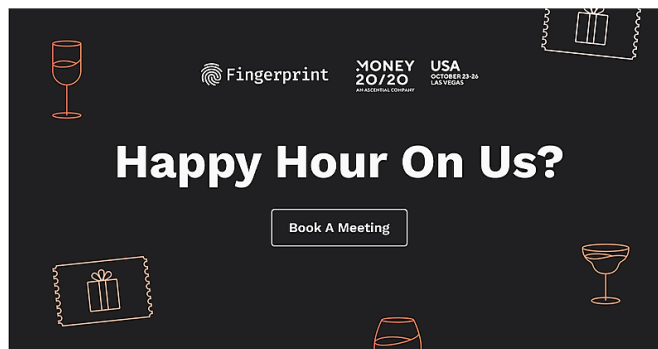 Fingerprint
MONEY
20/20
AN ASCENTIAL COMPANY
USA
OCTOBER 23-26
LAS VEGAS
Happy Hour On Us?
Book A Meeting